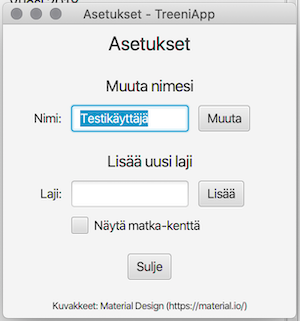 Asetukset - TreeniApp
Asetukset
Muuta nimesi
Nimi: Testikäyttäjä Muuta
Lisää uusi laji
Laji: Lisää
Näytä matka-kenttä
Sulje
Kuvakkeet: Material Design (https://material.io/)